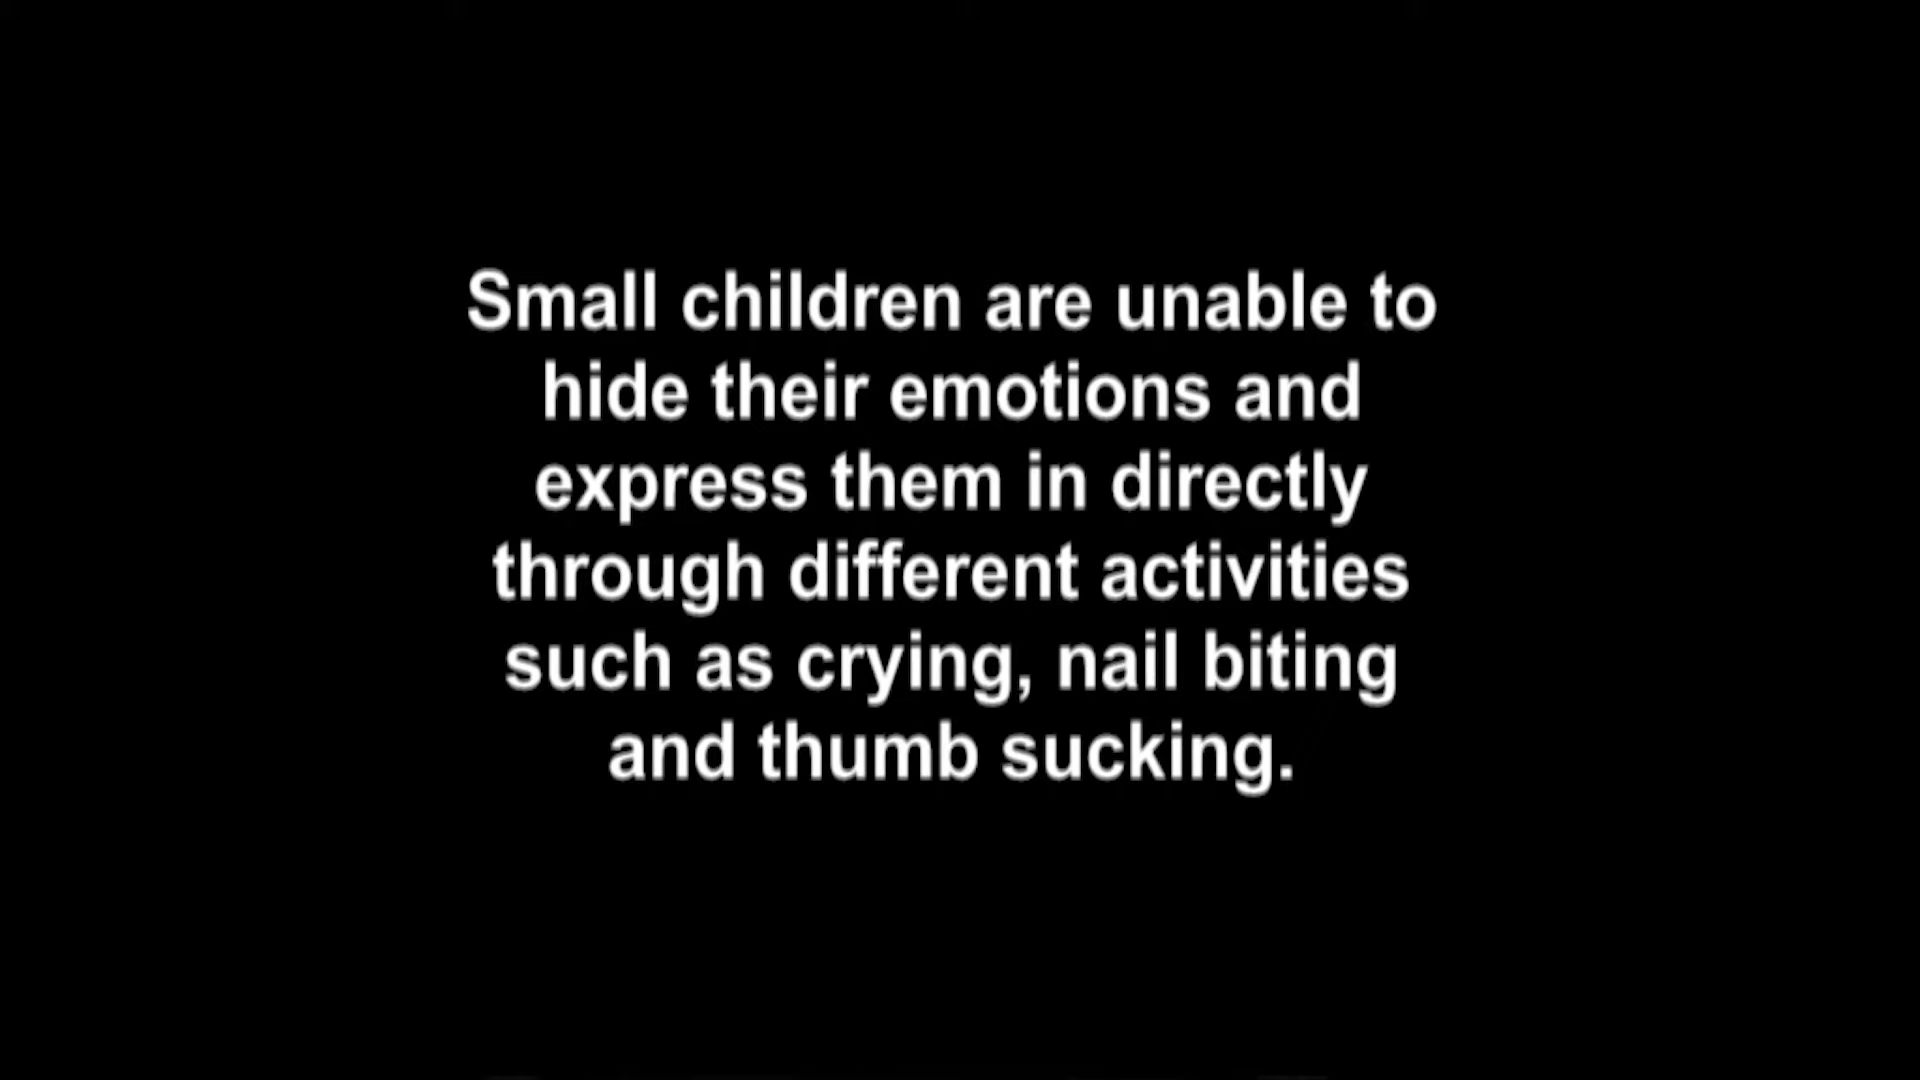 Small children are unable to
hide their emotions and
express them in directly
through different activities
such as crying, nail biting
and thumb sucking.